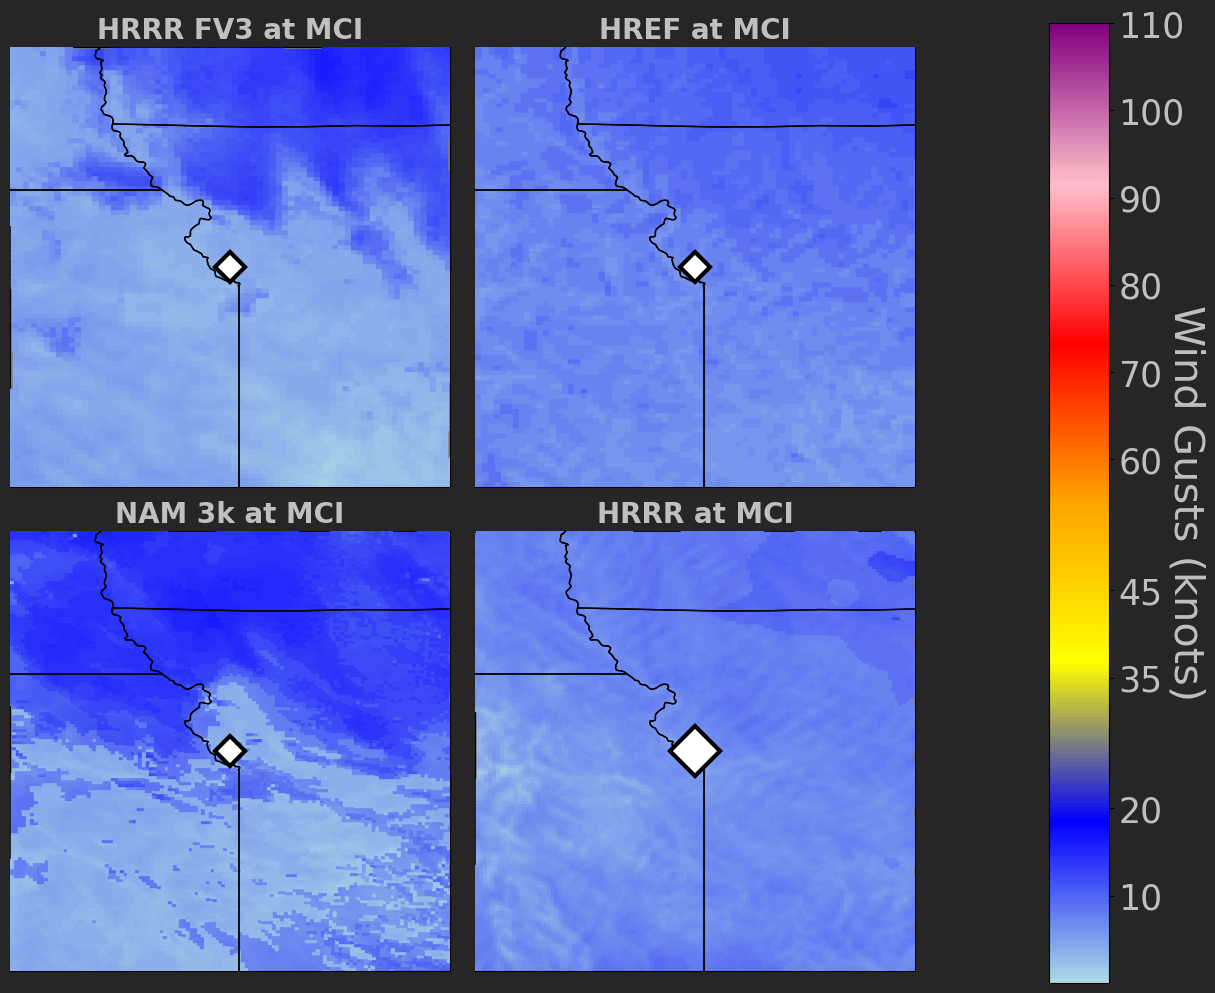 HRRR FV3 at MCI
HREF at MCI
NAM 3k at MCI
HRRR at MCI
110
100
90
80
70
60
45
35
20
10
Wind Gusts (knots)